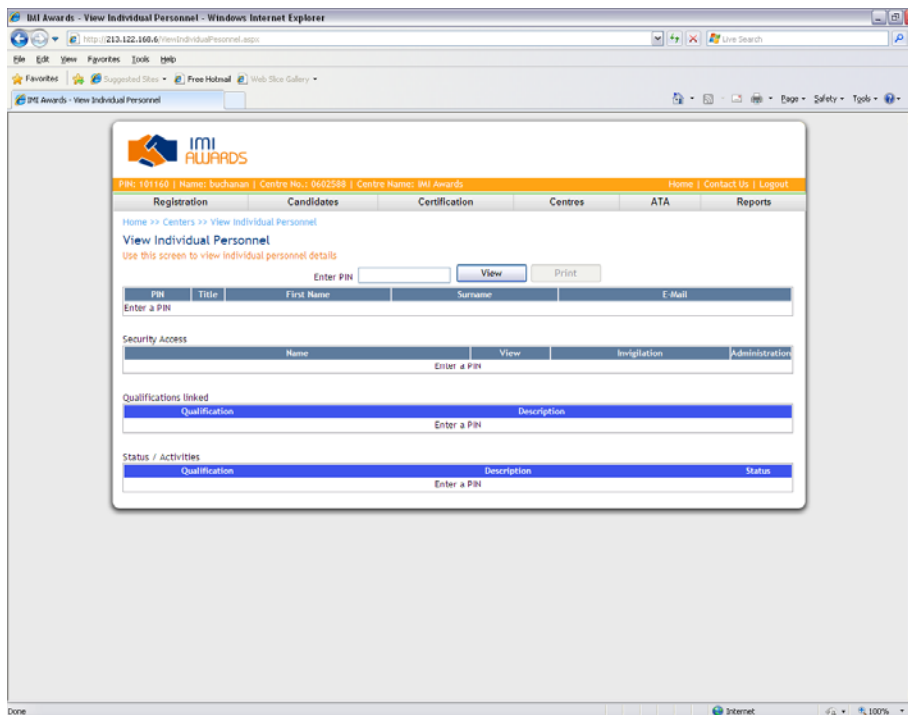 IMI Awards - View Individual Personnel - Windows Internet Explorer
http://213.122.160.6/ViewIndividualPesonnel.aspx
Live Search
File Edit View Favorites Tools Help
Favorites Suggested Sites Free Hotmail Web Slice Gallery
IMI Awards - View Individual Personnel
Page Safety Tools
IMI
AWARDS
PIN: 101160 | Name: buchanan | Centre No.: 0602588 | Centre Name: IMI Awards Home | Contact Us | Logout
Registration Candidates Certification Centres ATA Reports
Home >> Centers >> View Individual Personnel
View Individual Personnel
Use this screen to view individual personnel details
Enter PIN View Print
PIN Title First Name Surname E-Mail
Enter a PIN
Security Access
Name View Invigilation Administration
Enter a PIN
Qualifications linked
Qualification Description
Enter a PIN
Status / Activities
Qualification Description Status
Enter a PIN
Done Internet 100%